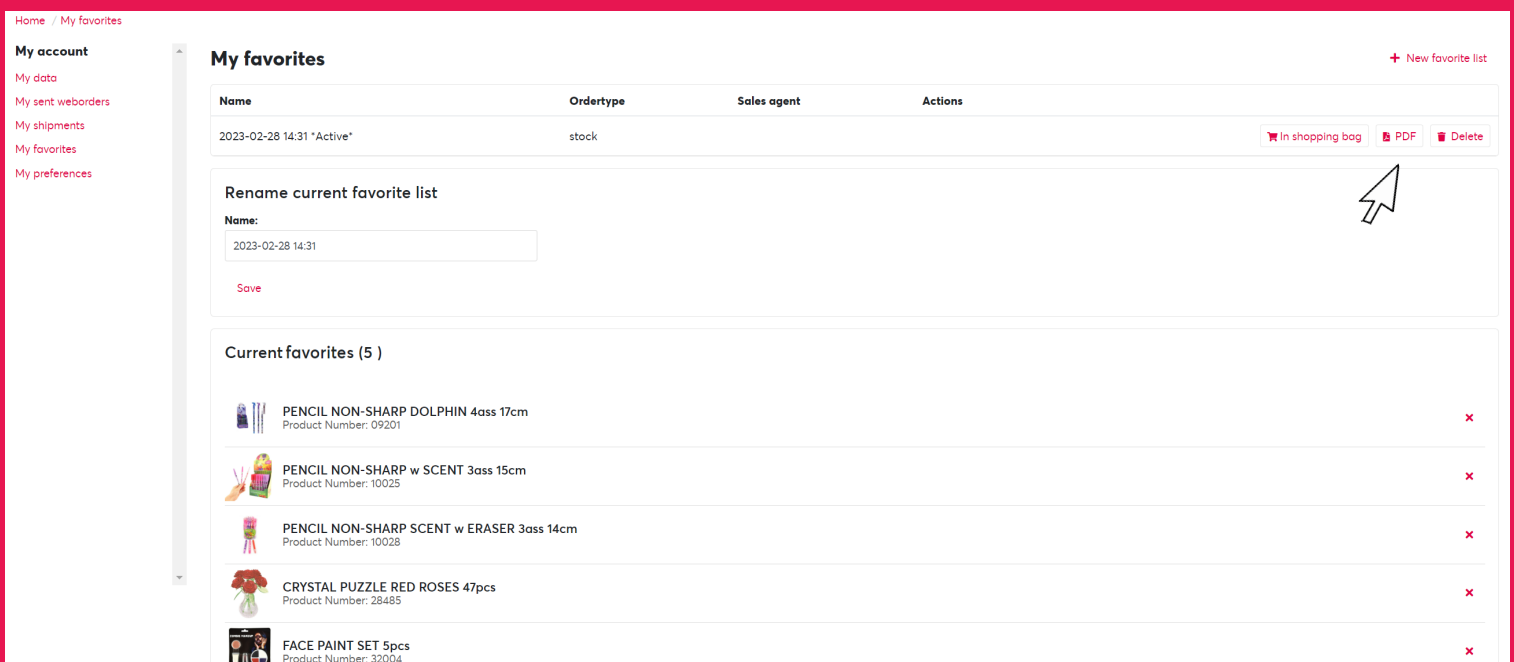 Home / My favorites
My account
My data
My sent weborders
My shipments
My favorites
My preferences
My favorites
New favorite list
Name Ordertype Sales agent Actions
2023-02-28 14:31 *Active* stock In shopping bag PDF Delete
Rename current favorite list
Name:
2023-02-28 14:31
Save
Current favorites (5 )
PENCIL NON-SHARP DOLPHIN 4ass 17cm
Product Number: 09201
PENCIL NON-SHARP w SCENT 3ass 15cm
Product Number: 10025
PENCIL NON-SHARP SCENT w ERASER 3ass 14cm
Product Number: 10028
CRYSTAL PUZZLE RED ROSES 47pcs
Product Number: 28485
FACE PAINT SET 5pcs
Product Number: 32004